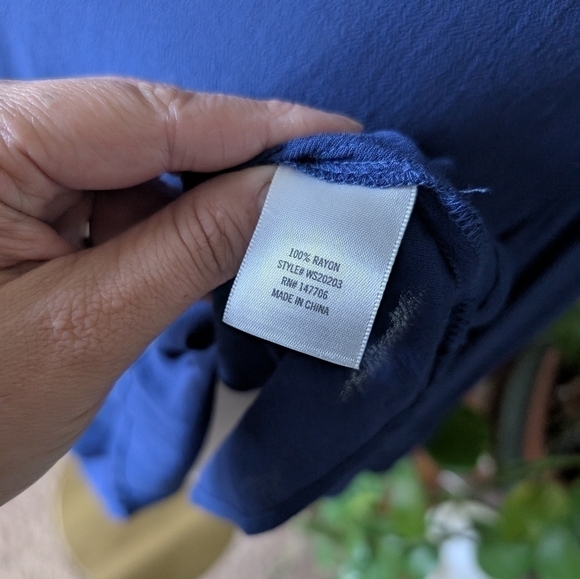 100% RAYON
STYLE# WS20203
RN# 147706
MADE IN CHINA